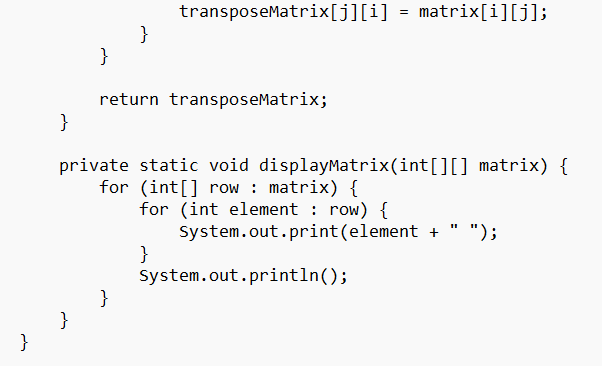 transposeMatrix[j][i] = matrix[i][j];
}
}
return transposeMatrix;
}
private static void displayMatrix(int[][] matrix) {
for (int[] row : matrix) {
for (int element : row) {
System.out.print(element + " ");
}
System.out.println();
}
}
}